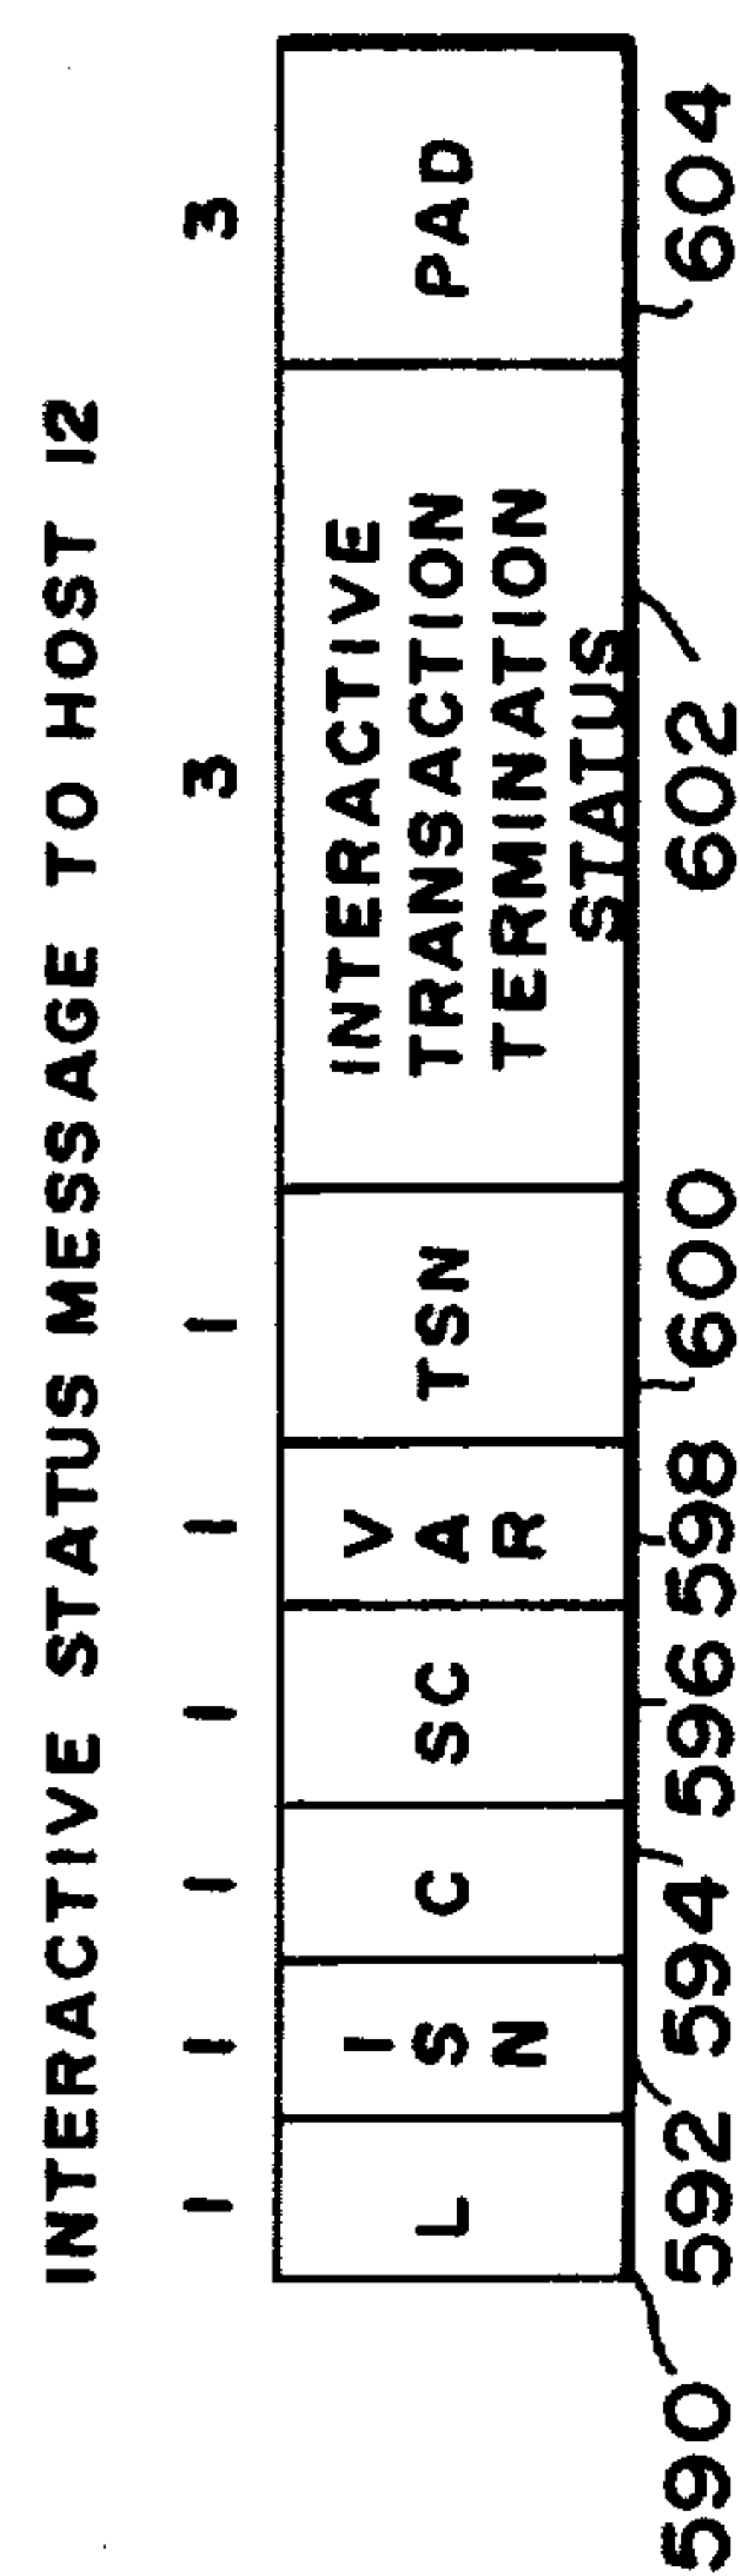 INTERACTIVE STATUS MESSAGE TO HOST 12
1 1 1 1 1 1 3 3
L
I
S
N
C
SC
V
A
R
TSN
INTERACTIVE
TRANSACTION
TERMINATION
STATUS
PAD
590 592 594 596 598 600 602 604